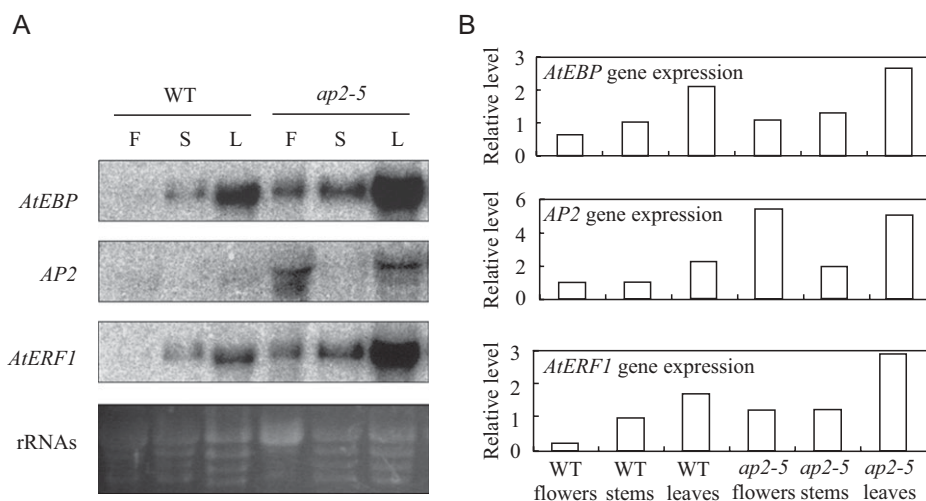 A
WT
ap2-5
F S L F S L
AtEBP
AP2
AtERF1
rRNAs
B
Relative level
3
2
1
0
AtEBP gene expression
Relative level
6
4
2
0
AP2 gene expression
Relative level
3
2
1
0
AtERF1 gene expression
WT flowers
WT stems
WT leaves
ap2-5 flowers
ap2-5 stems
ap2-5 leaves